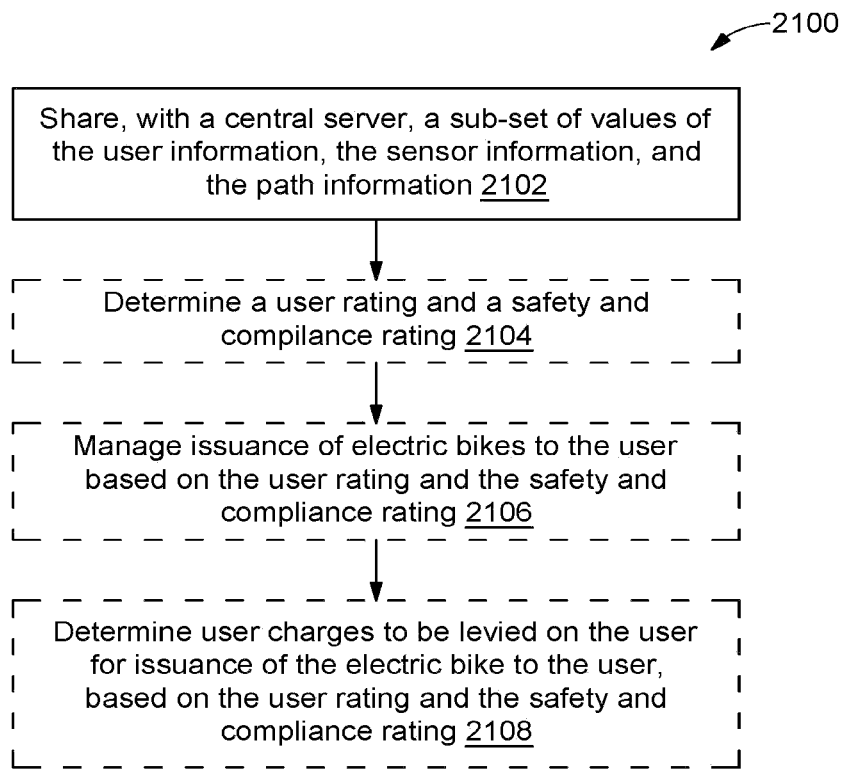 2100
Share, with a central server, a sub-set of values of
the user information, the sensor information, and
the path information 2102
Determine a user rating and a safety and
compilance rating 2104
Manage issuance of electric bikes to the user
based on the user rating and the safety and
compliance rating 2106
Determine user charges to be levied on the user
for issuance of the electric bike to the user,
based on the user rating and the safety and
compliance rating 2108